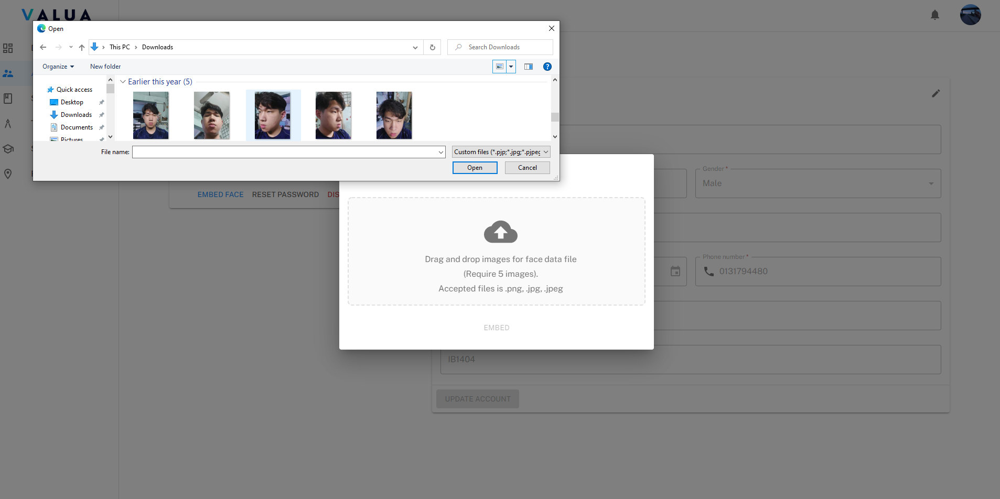 VALUA
Open
This PC
Downloads
Search Downloads
Organize
New folder
Quick access
Desktop
Downloads
Documents
Pictures
Earlier this year (5)
File name:
Custom files (*.pjp;*.jpg;*.pjpeg
Open
Cancel
Gender *
Male
EMBED FACE
RESET PASSWORD
DIS
Drag and drop images for face data file
(Require 5 images).
Accepted files is .png, .jpg, .jpeg
Phone number *
0131794480
EMBED
IB1404
UPDATE ACCOUNT